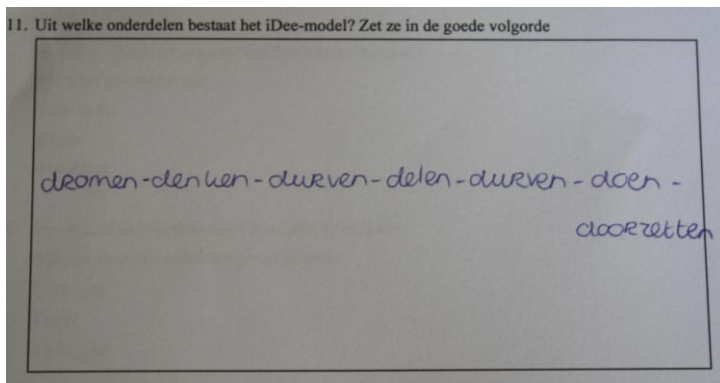 11. Uit welke onderdelen bestaat het iDee-model? Zet ze in de goede volgorde
dromen-denken-durven-delen-durven-doen-
doorzetten